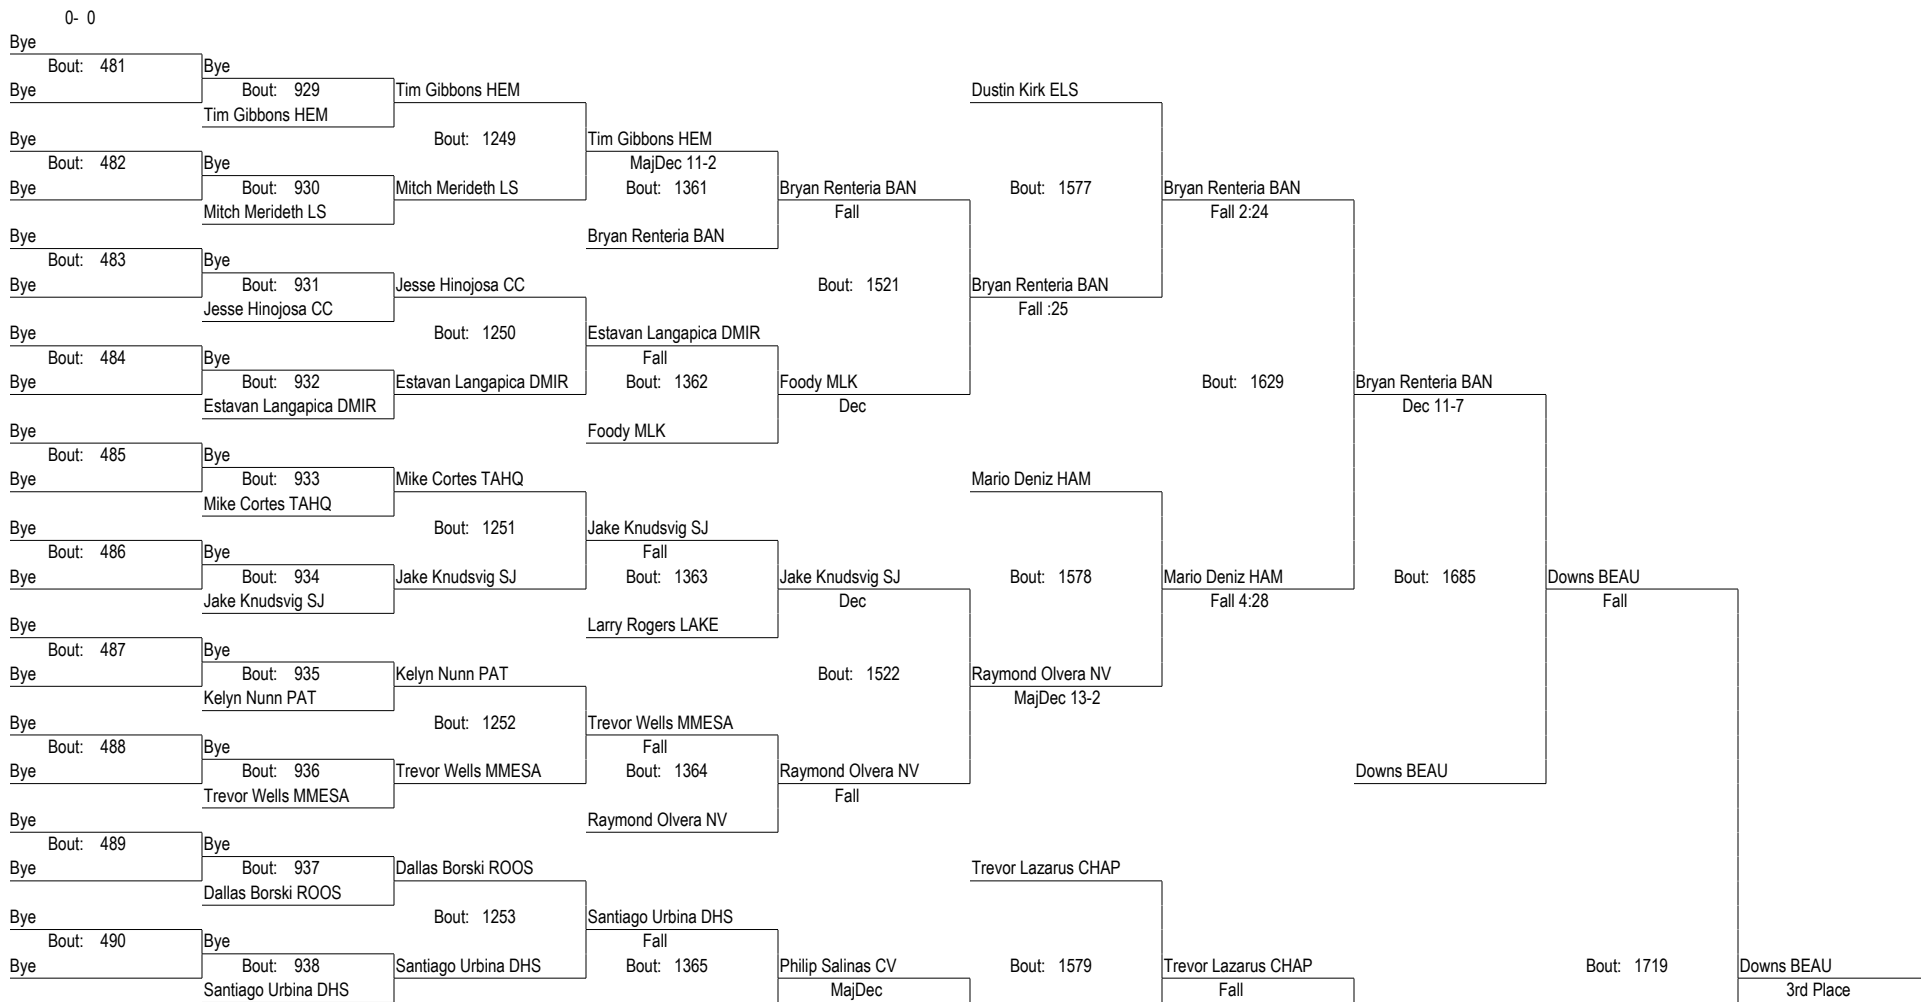 0- 0
Bye
Bout: 481 Bye
Bye Bout: 929 Tim Gibbons HEM Dustin Kirk ELS
Tim Gibbons HEM
Bye Bout: 1249 Tim Gibbons HEM
Bout: 482 Bye MajDec 11-2
Bye Bout: 930 Mitch Merideth LS Bout: 1361 Bryan Renteria BAN Bout: 1577 Bryan Renteria BAN
Mitch Merideth LS Fall Fall 2:24
Bye Bryan Renteria BAN
Bout: 483 Bye
Bye Bout: 931 Jesse Hinojosa CC Bout: 1521 Bryan Renteria BAN
Jesse Hinojosa CC Fall :25
Bye Bout: 1250 Estavan Langapica DMIR
Bout: 484 Bye Fall
Bye Bout: 932 Estavan Langapica DMIR Bout: 1362 Foody MLK Bout: 1629 Bryan Renteria BAN
Estavan Langapica DMIR Dec Dec 11-7
Bye Foody MLK
Bout: 485 Bye
Bye Bout: 933 Mike Cortes TAHQ Mario Deniz HAM
Mike Cortes TAHQ
Bye Bout: 1251 Jake Knudsvig SJ
Bout: 486 Bye Fall
Bye Bout: 934 Jake Knudsvig SJ Bout: 1363 Jake Knudsvig SJ Bout: 1578 Mario Deniz HAM Bout: 1685 Downs BEAU
Jake Knudsvig SJ Dec Fall 4:28 Fall
Bye Larry Rogers LAKE
Bout: 487 Bye
Bye Bout: 935 Kelyn Nunn PAT Bout: 1522 Raymond Olvera NV
Kelyn Nunn PAT MajDec 13-2
Bye Bout: 1252 Trevor Wells MMESA
Bout: 488 Bye Fall
Bye Bout: 936 Trevor Wells MMESA Bout: 1364 Raymond Olvera NV Downs BEAU
Trevor Wells MMESA Fall
Bye Raymond Olvera NV
Bout: 489 Bye
Bye Bout: 937 Dallas Borski ROOS Trevor Lazarus CHAP
Dallas Borski ROOS
Bye Bout: 1253 Santiago Urbina DHS
Bout: 490 Bye Fall
Bye Bout: 938 Santiago Urbina DHS Bout: 1365 Philip Salinas CV Bout: 1579 Trevor Lazarus CHAP Bout: 1719 Downs BEAU
Santiago Urbina DHS MajDec Fall 3rd Place